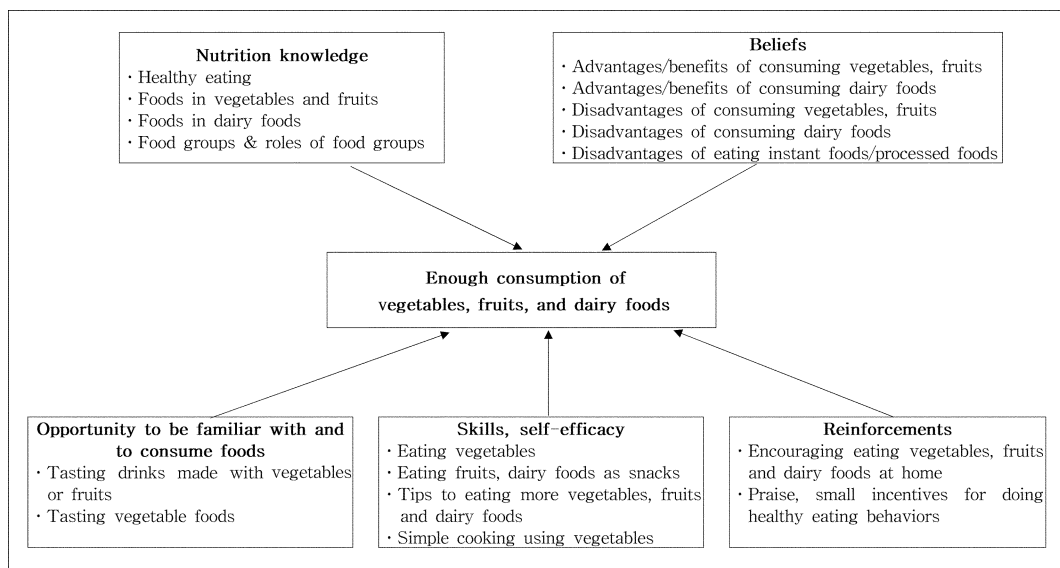 Nutrition knowledge
· Healthy eating
· Foods in vegetables and fruits
· Foods in dairy foods
· Food groups & roles of food groups
Beliefs
· Advantages/benefits of consuming vegetables, fruits
· Advantages/benefits of consuming dairy foods
· Disadvantages of consuming vegetables, fruits
· Disadvantages of consuming dairy foods
· Disadvantages of eating instant foods/processed foods
Enough consumption of
vegetables, fruits, and dairy foods
Opportunity to be familiar with and
to consume foods
· Tasting drinks made with vegetables
or fruits
· Tasting vegetable foods
Skills, self-efficacy
· Eating vegetables
· Eating fruits, dairy foods as snacks
· Tips to eating more vegetables, fruits
and dairy foods
· Simple cooking using vegetables
Reinforcements
· Encouraging eating vegetables, fruits
and dairy foods at home
· Praise, small incentives for doing
healthy eating behaviors